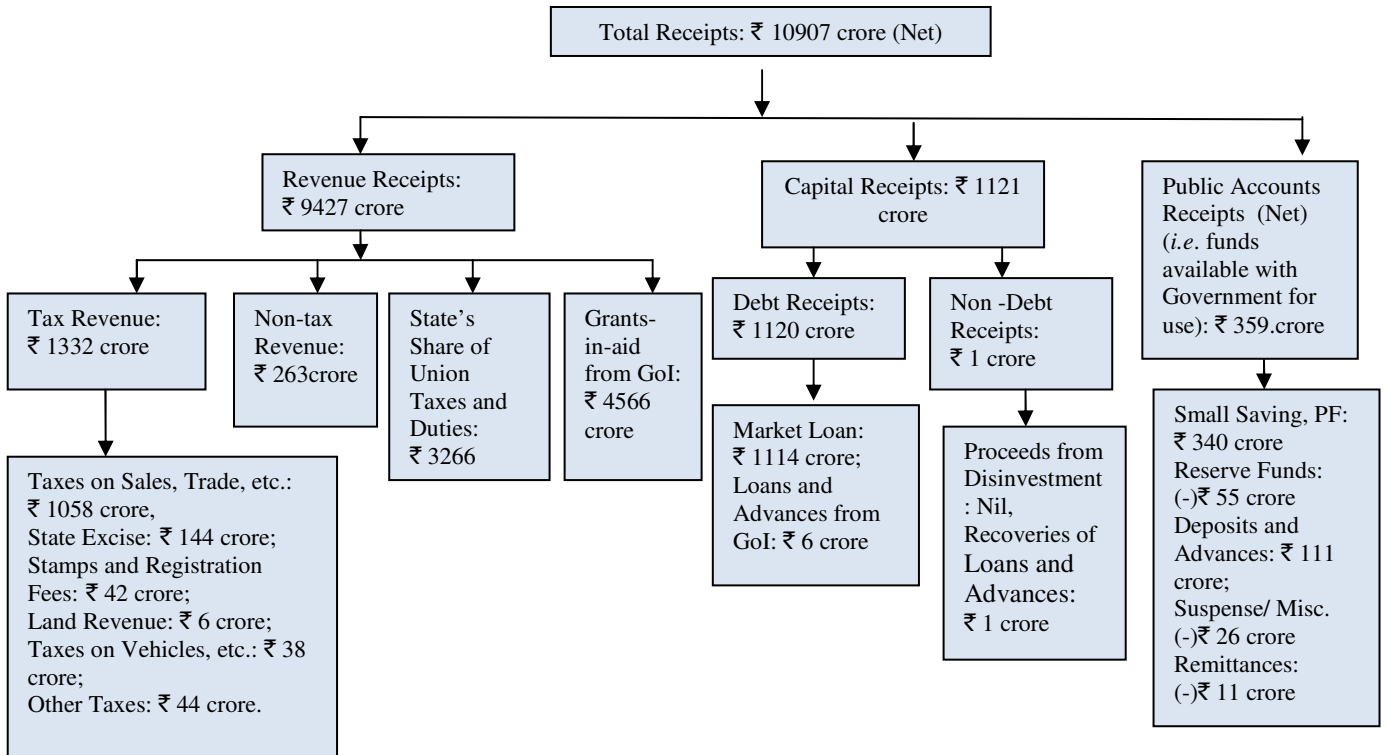 Total Receipts: ₹ 10907 crore (Net)
Revenue Receipts:
₹ 9427 crore
Capital Receipts: ₹ 1121
crore
Public Accounts
Receipts (Net)
(i.e. funds
available with
Government for
use): ₹ 359.crore
Tax Revenue:
₹ 1332 crore
Non-tax
Revenue:
₹ 263crore
State’s
Share of
Union
Taxes and
Duties:
₹ 3266
Grants-
in-aid
from GoI:
₹ 4566
crore
Debt Receipts:
₹ 1120 crore
Non -Debt
Receipts:
₹ 1 crore
Taxes on Sales, Trade, etc.:
₹ 1058 crore,
State Excise: ₹ 144 crore;
Stamps and Registration
Fees: ₹ 42 crore;
Land Revenue: ₹ 6 crore;
Taxes on Vehicles, etc.: ₹ 38
crore;
Other Taxes: ₹ 44 crore.
Market Loan:
₹ 1114 crore;
Loans and
Advances from
GoI: ₹ 6 crore
Proceeds from
Disinvestment
: Nil,
Recoveries of
Loans and
Advances:
₹ 1 crore
Small Saving, PF:
₹ 340 crore
Reserve Funds:
(-)₹ 55 crore
Deposits and
Advances: ₹ 111
crore;
Suspense/ Misc.
(-)₹ 26 crore
Remittances:
(-)₹ 11 crore